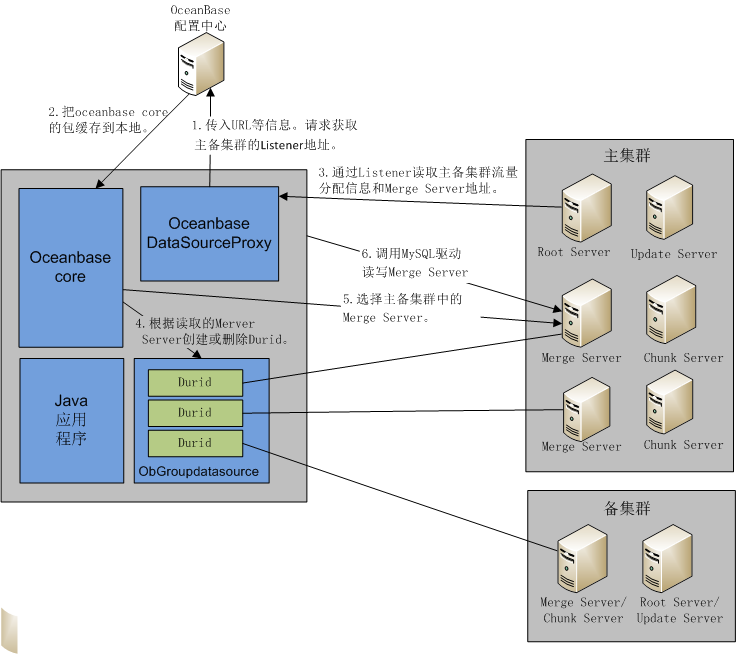 OceanBase
配置中心
2.把oceanbase core
的包缓存到本地。
1.传入URL等信息。请求获取
主备集群的Listener地址。
主集群
3.通过Listener读取主备集群流量
分配信息和Merge Server地址。
Oceanbase
DataSourceProxy
Oceanbase
core
Root Server
Update Server
6.调用MySQL驱动
读写Merge Server
5.选择主备集群中的
Merge Server。
4.根据读取的Merver
Server创建或删除Durid。
Merge Server
Chunk Server
Java
应用
程序
Durid
Durid
Durid
ObGroupdatasource
Merge Server
Chunk Server
备集群
Merge Server/
Chunk Server
Root Server/
Update Server